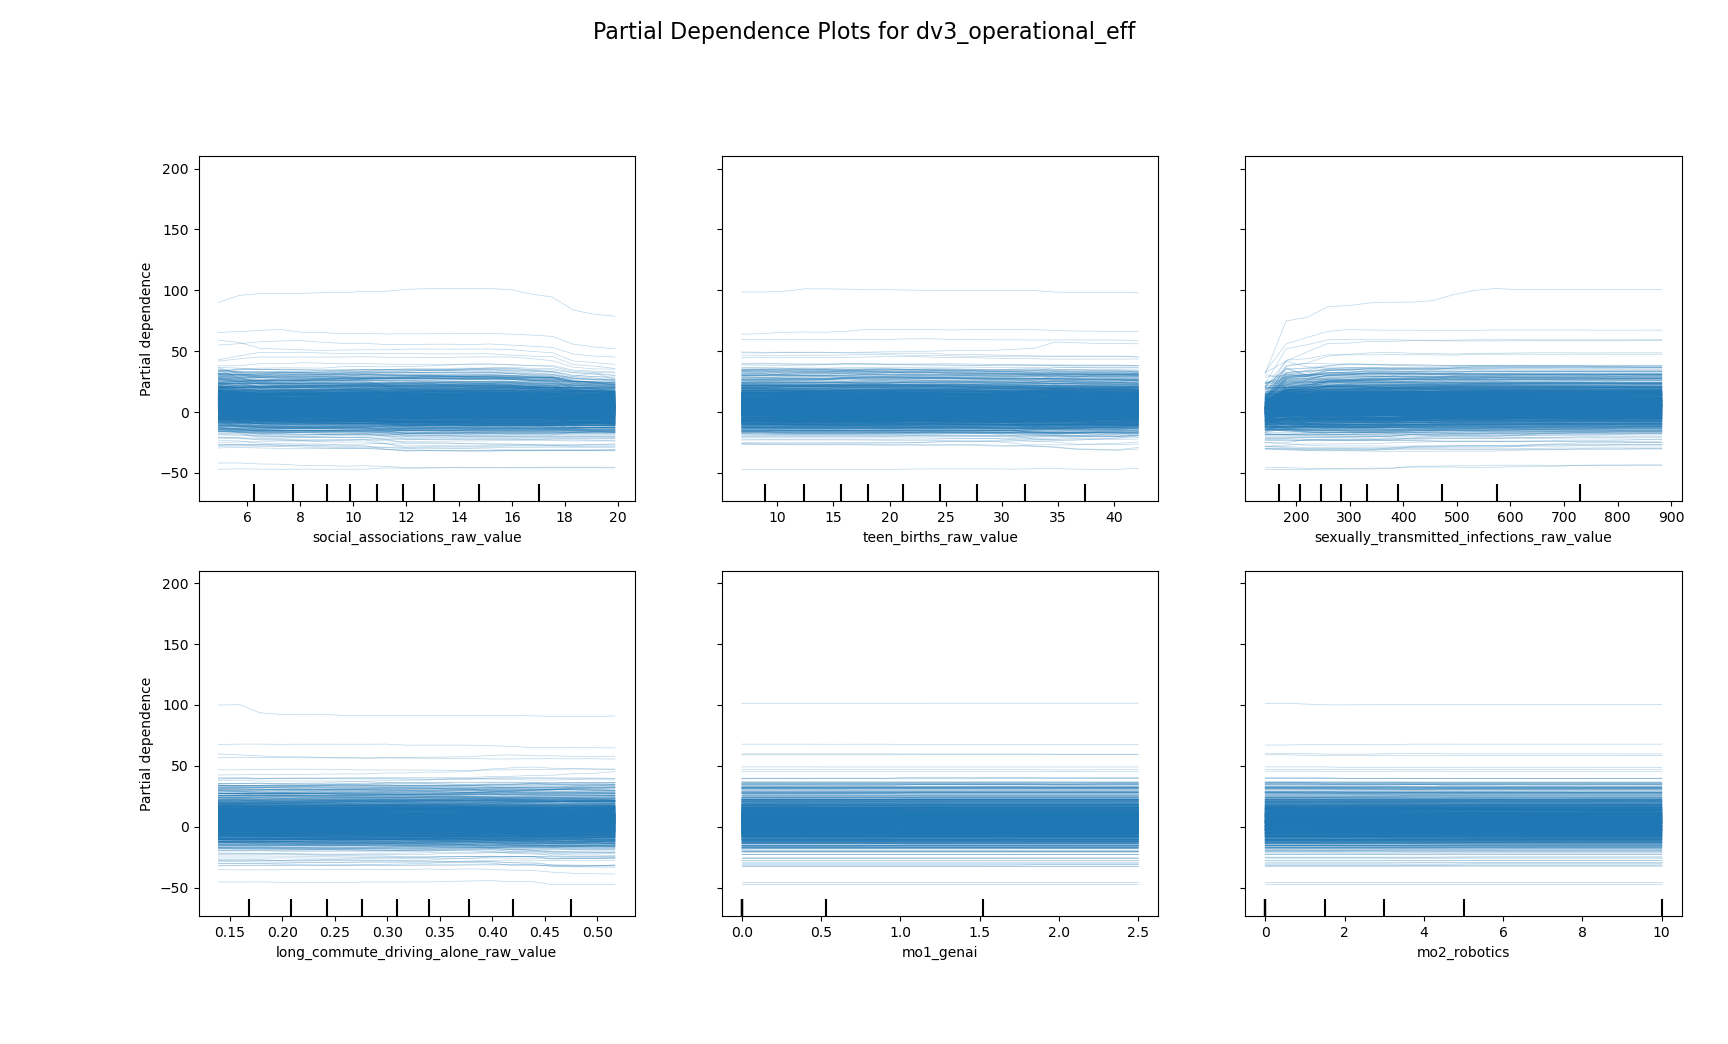 Partial Dependence Plots for dv3_operational_eff
Partial dependence
200
150
100
50
0
−50
6 8 10 12 14 16 18 20
social_associations_raw_value
10 15 20 25 30 35 40
teen_births_raw_value
200 300 400 500 600 700 800 900
sexually_transmitted_infections_raw_value
Partial dependence
200
150
100
50
0
−50
0.15 0.20 0.25 0.30 0.35 0.40 0.45 0.50
long_commute_driving_alone_raw_value
0.0 0.5 1.0 1.5 2.0 2.5
mo1_genai
0 2 4 6 8 10
mo2_robotics